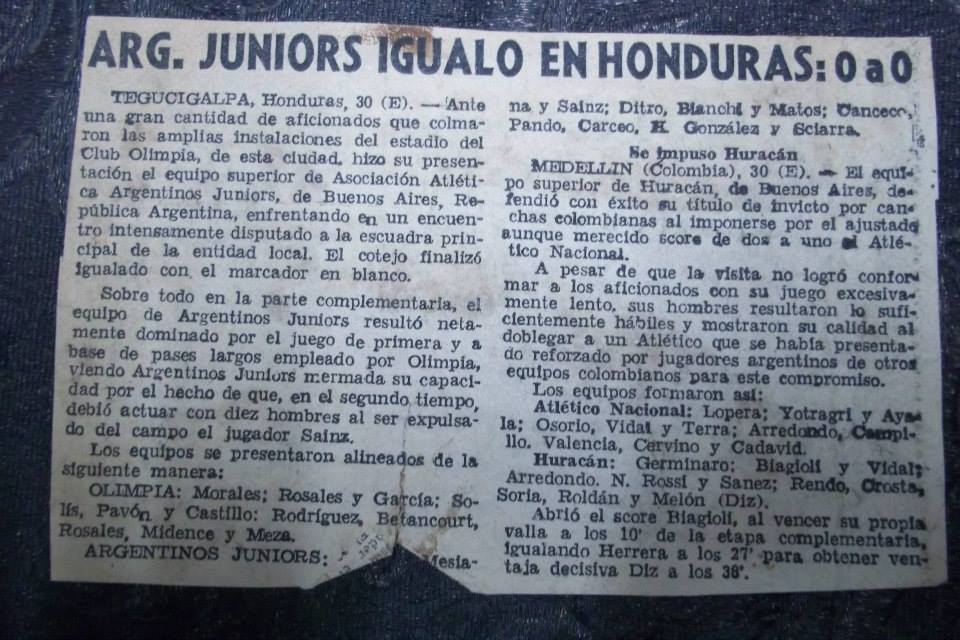 ARG. JUNIORS IGUALO EN HONDURAS: 0 a 0
TEGUCIGALPA, Honduras, 30 (E). — Ante
una gran cantidad de aficionados que colma-
ron las amplias instalaciones del estadio del
Club Olimpia, de esta ciudad, hizo su presen-
tación el equipo superior de Asociación Atléti-
ca Argentinos Juniors, de Buenos Aires, Re-
pública Argentina, enfrentando en un encuen-
tro intensamente disputado a la escuadra prin-
cipal de la entidad local. El cotejo finalizó
igualado con el marcador en blanco.
Sobre todo en la parte complementaria, el
equipo de Argentinos Juniors resultó neta-
mente dominado por el juego de primera y a
base de pases largos empleado por Olimpia,
viendo Argentinos Juniors mermada su capaci-
dad por el hecho de que, en el segundo tiempo,
debió actuar con diez hombres al ser expulsa-
do del campo el jugador Sainz.
Los equipos se presentaron alineados de la
siguiente manera:
OLIMPIA: Morales; Rosales y García; So-
lís, Pavón y Castillo; Rodríguez, Betancourt,
Rosales, Midence y Meza.
ARGENTINOS JUNIORS: Mesia-
na y Sainz; Ditro, Bianchi y Matos; Canceco,
Pando, Carceo, H. González y Sciarra.
Se impuso Huracán
MEDELLIN (Colombia), 30 (E). — El equi-
po superior de Huracán, de Buenos Aires, de-
fendió con éxito su título de invicto por can-
chas colombianas al imponerse por el ajustado
aunque merecido score de dos a uno al Atlé-
tico Nacional.
A pesar de que la visita no logró confor-
mar a los aficionados con su juego excesiva-
mente lento, sus hombres resultaron lo sufi-
cientemente hábiles y mostraron su calidad al
doblegar a un Atlético que se había presenta-
do reforzado por jugadores argentinos de otros
equipos colombianos para este compromiso.
Los equipos formaron así:
Atlético Nacional: Lopera; Yotragri y Aya-
la; Osorio, Vidal y Terra; Arredondo, Campi-
llo. Valencia, Cervino y Cadavid.
Huracán: Germinaro; Biagioli y Vidal;
Arredondo. N. Rossi y Sanez; Rendo, Crosta,
Soria, Roldán y Melón (Diz).
Abrió el score Biagioli, al vencer su propia
valla a los 10' de la etapa complementaria,
igualando Herrera a los 27' para obtener ven-
taja decisiva Diz a los 38'.